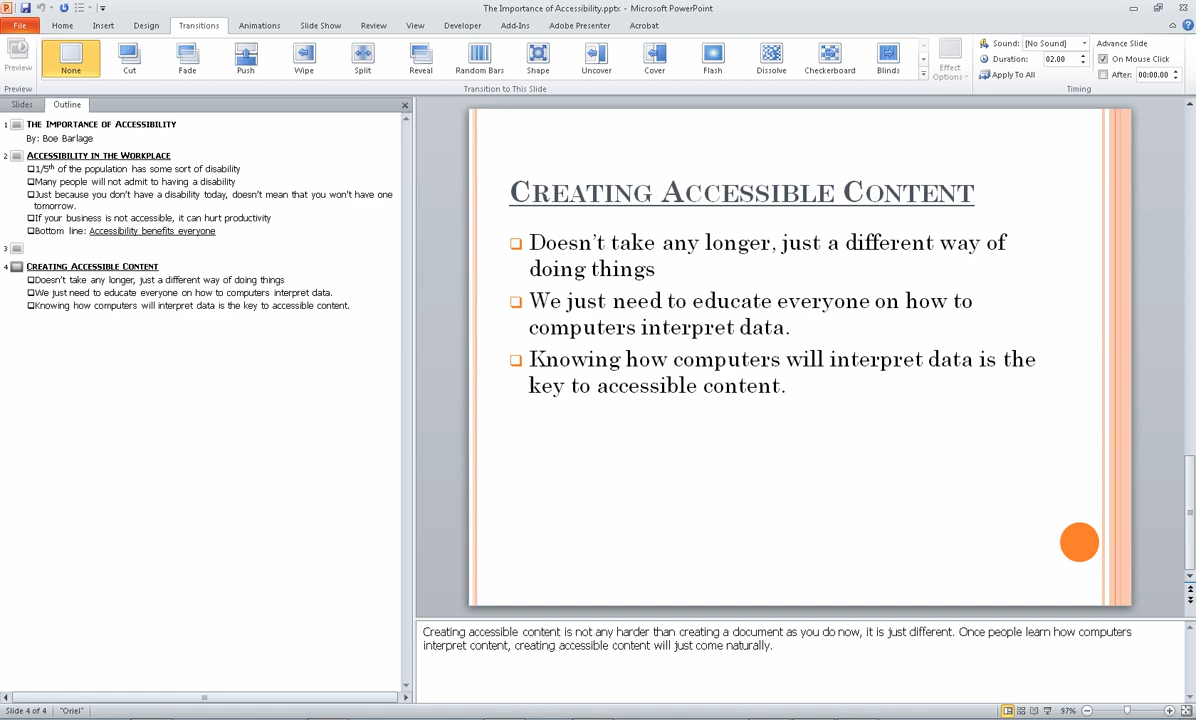 The Importance of Accessibility.pptx - Microsoft PowerPoint
File Home Insert Design Transitions Animations Slide Show Review View Developer Add-Ins Adobe Presenter Acrobat
Preview None Cut Fade Push Wipe Split Reveal Random Bars Shape Uncover Cover Flash Dissolve Checkerboard Blinds Effect Options
Sound: [No Sound] Advance Slide
Duration: 02.00 On Mouse Click
Apply To All After: 00:00.00
Preview Transition to This Slide Timing
Slides Outline
1 THE IMPORTANCE OF ACCESSIBILITY
By: Boe Barlage
2 ACCESSIBILITY IN THE WORKPLACE
1/5th of the population has some sort of disability
Many people will not admit to having a disability
Just because you don't have a disability today, doesn't mean that you won't have one
tomorrow.
If your business is not accessible, it can hurt productivity
Bottom line: Accessibility benefits everyone
3
4 CREATING ACCESSIBLE CONTENT
Doesn't take any longer, just a different way of doing things
We just need to educate everyone on how to computers interpret data.
Knowing how computers will interpret data is the key to accessible content.
CREATING ACCESSIBLE CONTENT
Doesn't take any longer, just a different way of
doing things
We just need to educate everyone on how to
computers interpret data.
Knowing how computers will interpret data is the
key to accessible content.
Creating accessible content is not any harder than creating a document as you do now, it is just different. Once people learn how computers
interpret content, creating accessible content will just come naturally.
Slide 4 of 4 "Oriel" 97%